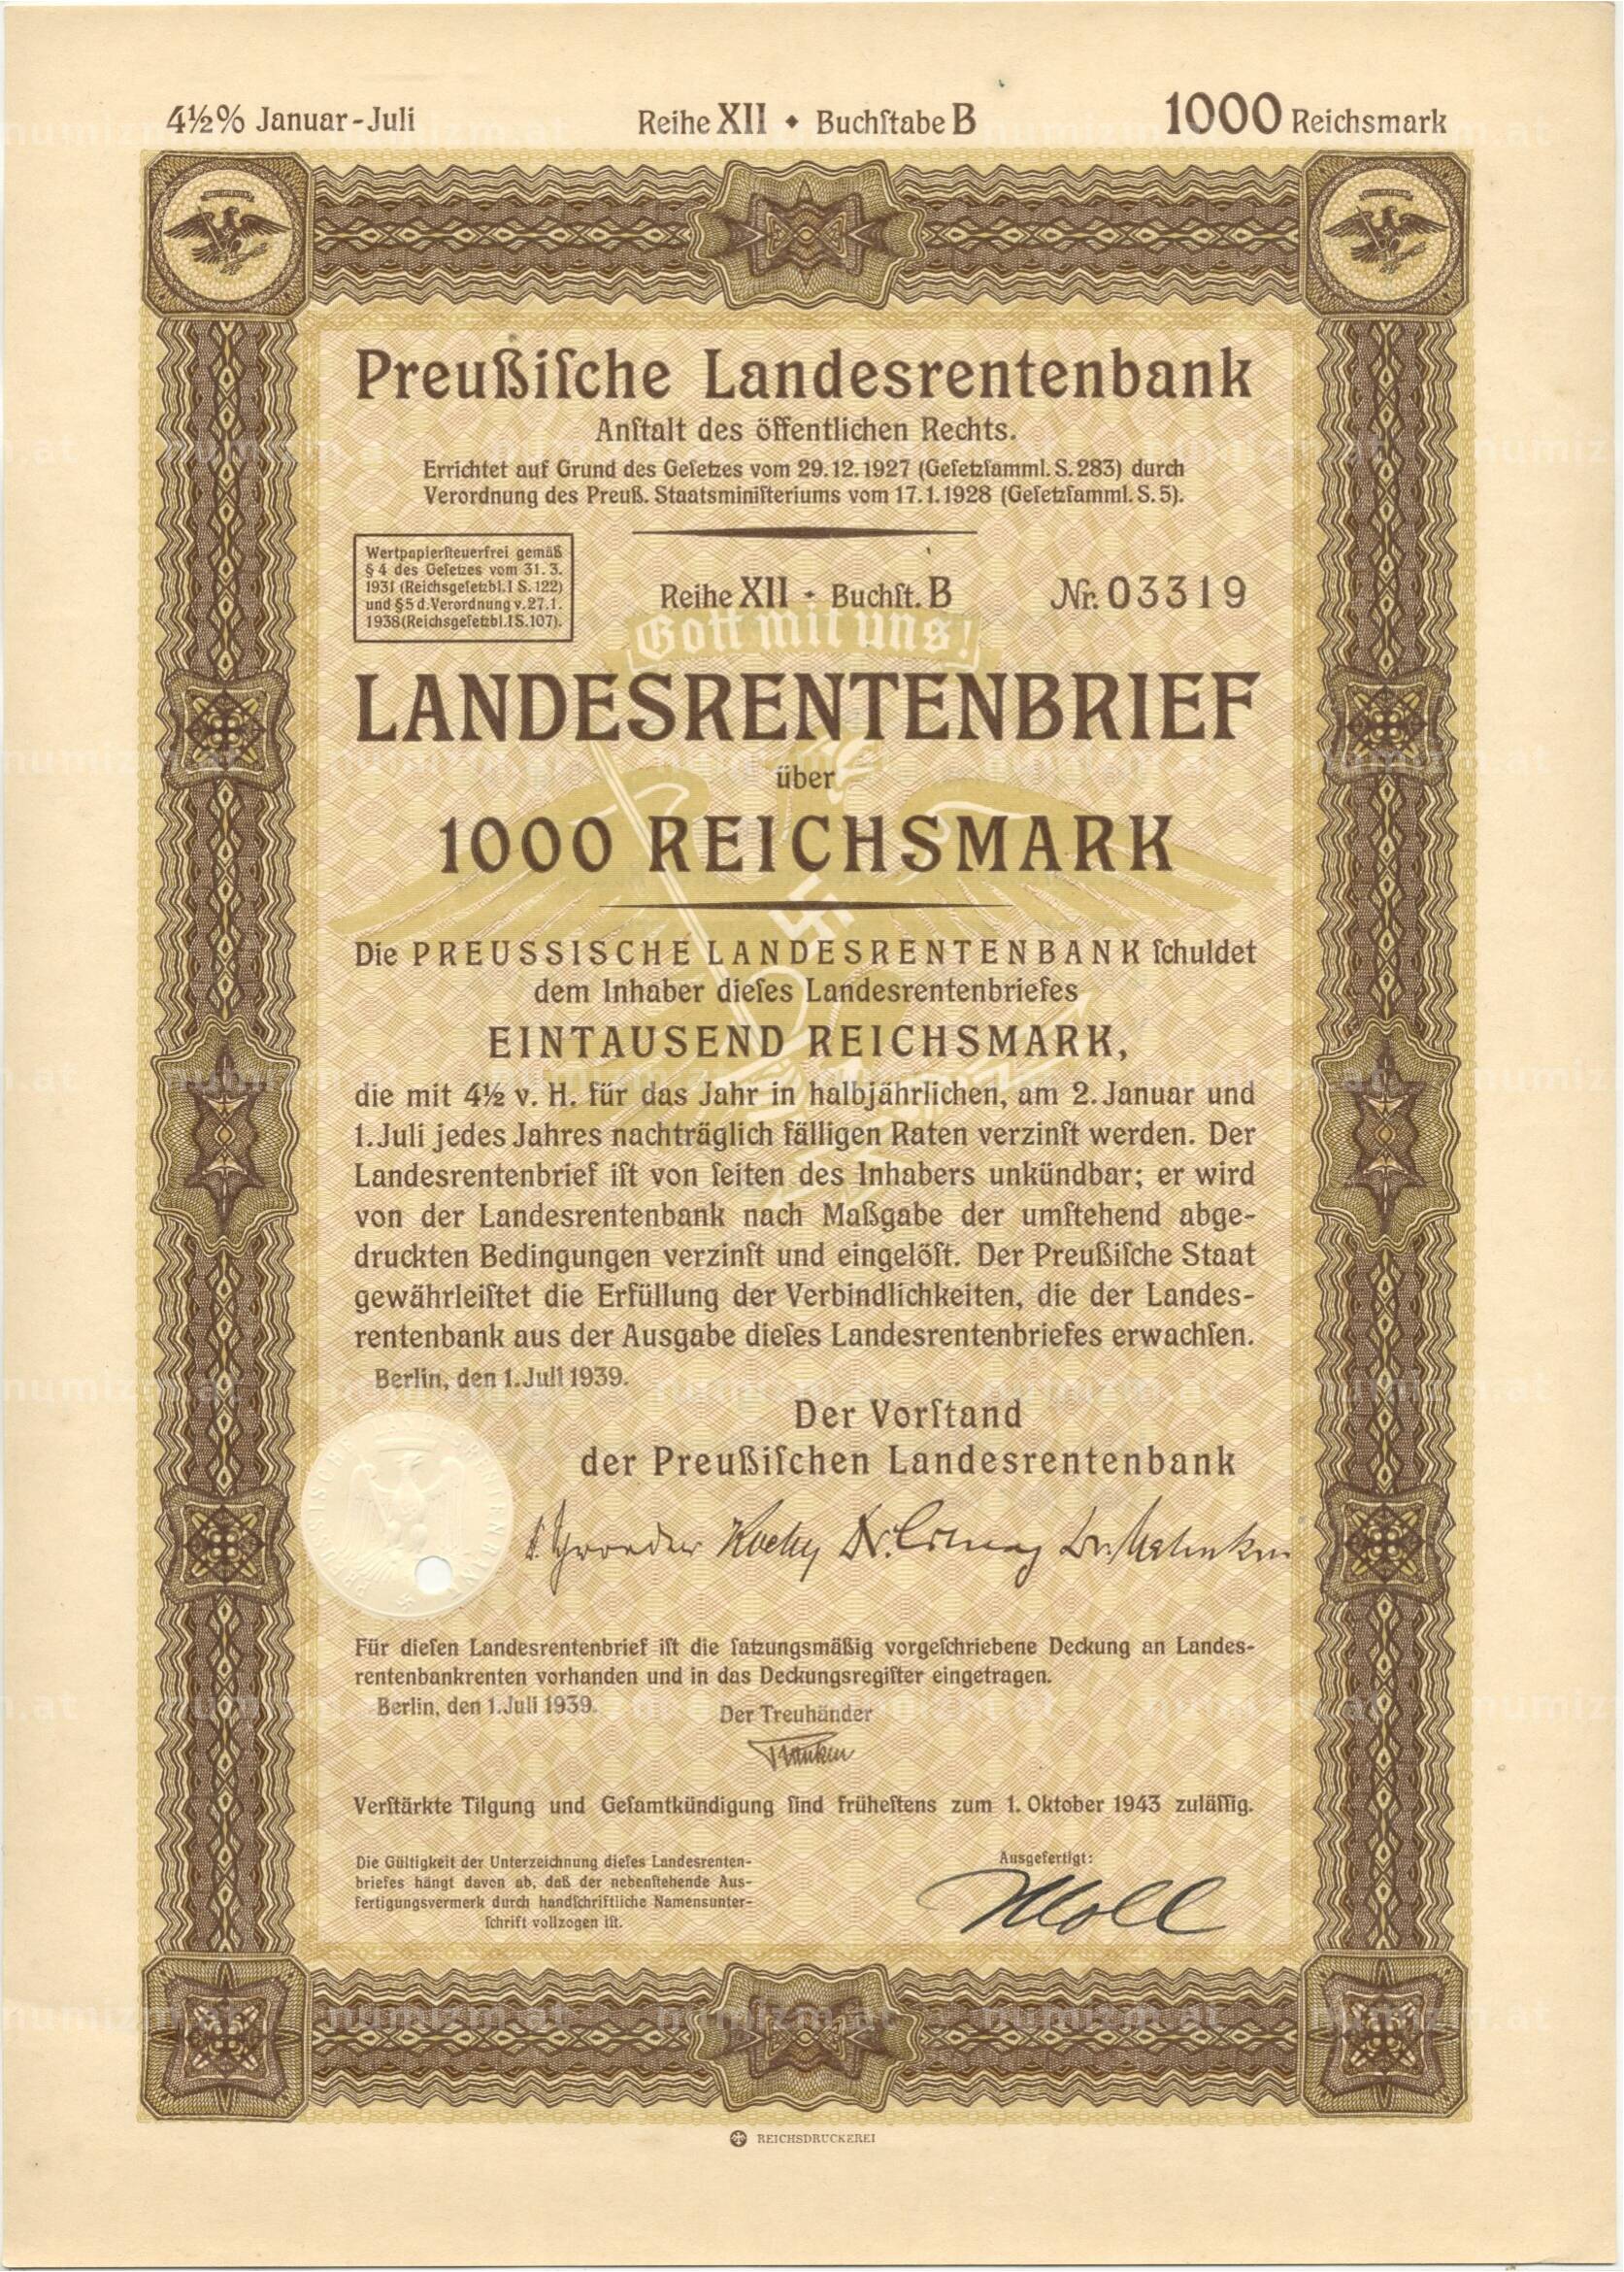 4½% Januar-Juli
Reihe XII ⬥ Buchſtabe B
1000 Reichsmark
Preußiſche Landesrentenbank
Anſtalt des öffentlichen Rechts.
Errichtet auf Grund des Geſetzes vom 29.12.1927 (Geſetzſamml. S. 283) durch
Verordnung des Preuß. Staatsminiſteriums vom 17.1.1928 (Geſetzſamml. S. 5).
Wertpapierſteuerfrei gemäß
§ 4 des Geſetzes vom 31. 3.
1931 (Reichsgeſetzbl. I S. 122)
und § 5 d. Verordnung v. 27.1.
1938 (Reichsgeſetzbl. I S. 107).
Reihe XII ⬥ Buchſt. B
Nr. 03319
Gott mit uns!
LANDESRENTENBRIEF
über
1000 REICHSMARK
Die PREUSSISCHE LANDESRENTENBANK ſchuldet
dem Inhaber dieſes Landesrentenbriefes
EINTAUSEND REICHSMARK,
die mit 4½ v. H. für das Jahr in halbjährlichen, am 2. Januar und
1. Juli jedes Jahres nachträglich fälligen Raten verzinſt werden. Der
Landesrentenbrief iſt von ſeiten des Inhabers unkündbar; er wird
von der Landesrentenbank nach Maßgabe der umſtehend abge-
druckten Bedingungen verzinſt und eingelöſt. Der Preußiſche Staat
gewährleiſtet die Erfüllung der Verbindlichkeiten, die der Landes-
rentenbank aus der Ausgabe dieſes Landesrentenbriefes erwachſen.
Berlin, den 1. Juli 1939.
Der Vorſtand
der Preußiſchen Landesrentenbank
Für dieſen Landesrentenbrief iſt die ſatzungsmäßig vorgeſchriebene Deckung an Landes-
rentenbankrenten vorhanden und in das Deckungsregiſter eingetragen.
Berlin, den 1. Juli 1939.
Der Treuhänder
Verſtärkte Tilgung und Geſamtkündigung ſind früheſtens zum 1. Oktober 1943 zuläſſig.
Die Gültigkeit der Unterzeichnung dieſes Landesrenten-
briefes hängt davon ab, daß der nebenſtehende Aus-
fertigungsvermerk durch handſchriftliche Namensunter-
ſchrift vollzogen iſt.
Ausgefertigt:
Moll
REICHSDRUCKEREI
numizm.at